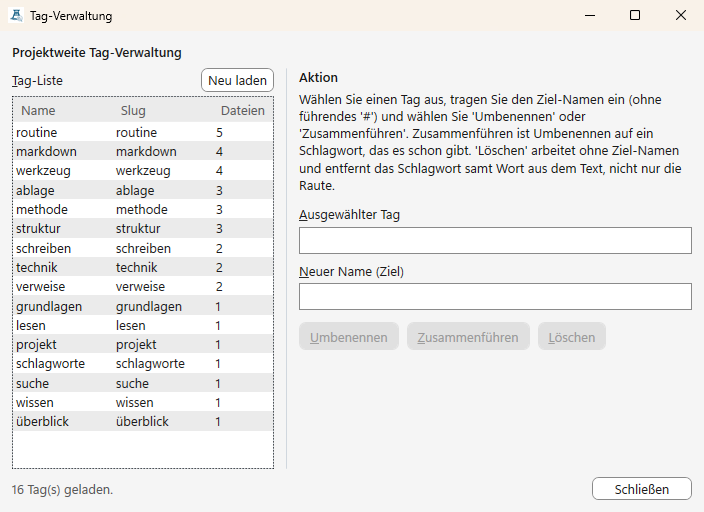 Tag-Verwaltung
Projektweite Tag-Verwaltung
Tag-Liste
Neu laden
Name Slug Dateien
routine routine 5
markdown markdown 4
werkzeug werkzeug 4
ablage ablage 3
methode methode 3
struktur struktur 3
schreiben schreiben 2
technik technik 2
verweise verweise 2
grundlagen grundlagen 1
lesen lesen 1
projekt projekt 1
schlagworte schlagworte 1
suche suche 1
wissen wissen 1
überblick überblick 1
16 Tag(s) geladen.
Aktion
Wählen Sie einen Tag aus, tragen Sie den Ziel-Namen ein (ohne
führendes '#') und wählen Sie 'Umbenennen' oder
'Zusammenführen'. Zusammenführen ist Umbenennen auf ein
Schlagwort, das es schon gibt. 'Löschen' arbeitet ohne Ziel-Namen
und entfernt das Schlagwort samt Wort aus dem Text, nicht nur die
Raute.
Ausgewählter Tag
Neuer Name (Ziel)
Umbenennen Zusammenführen Löschen
Schließen